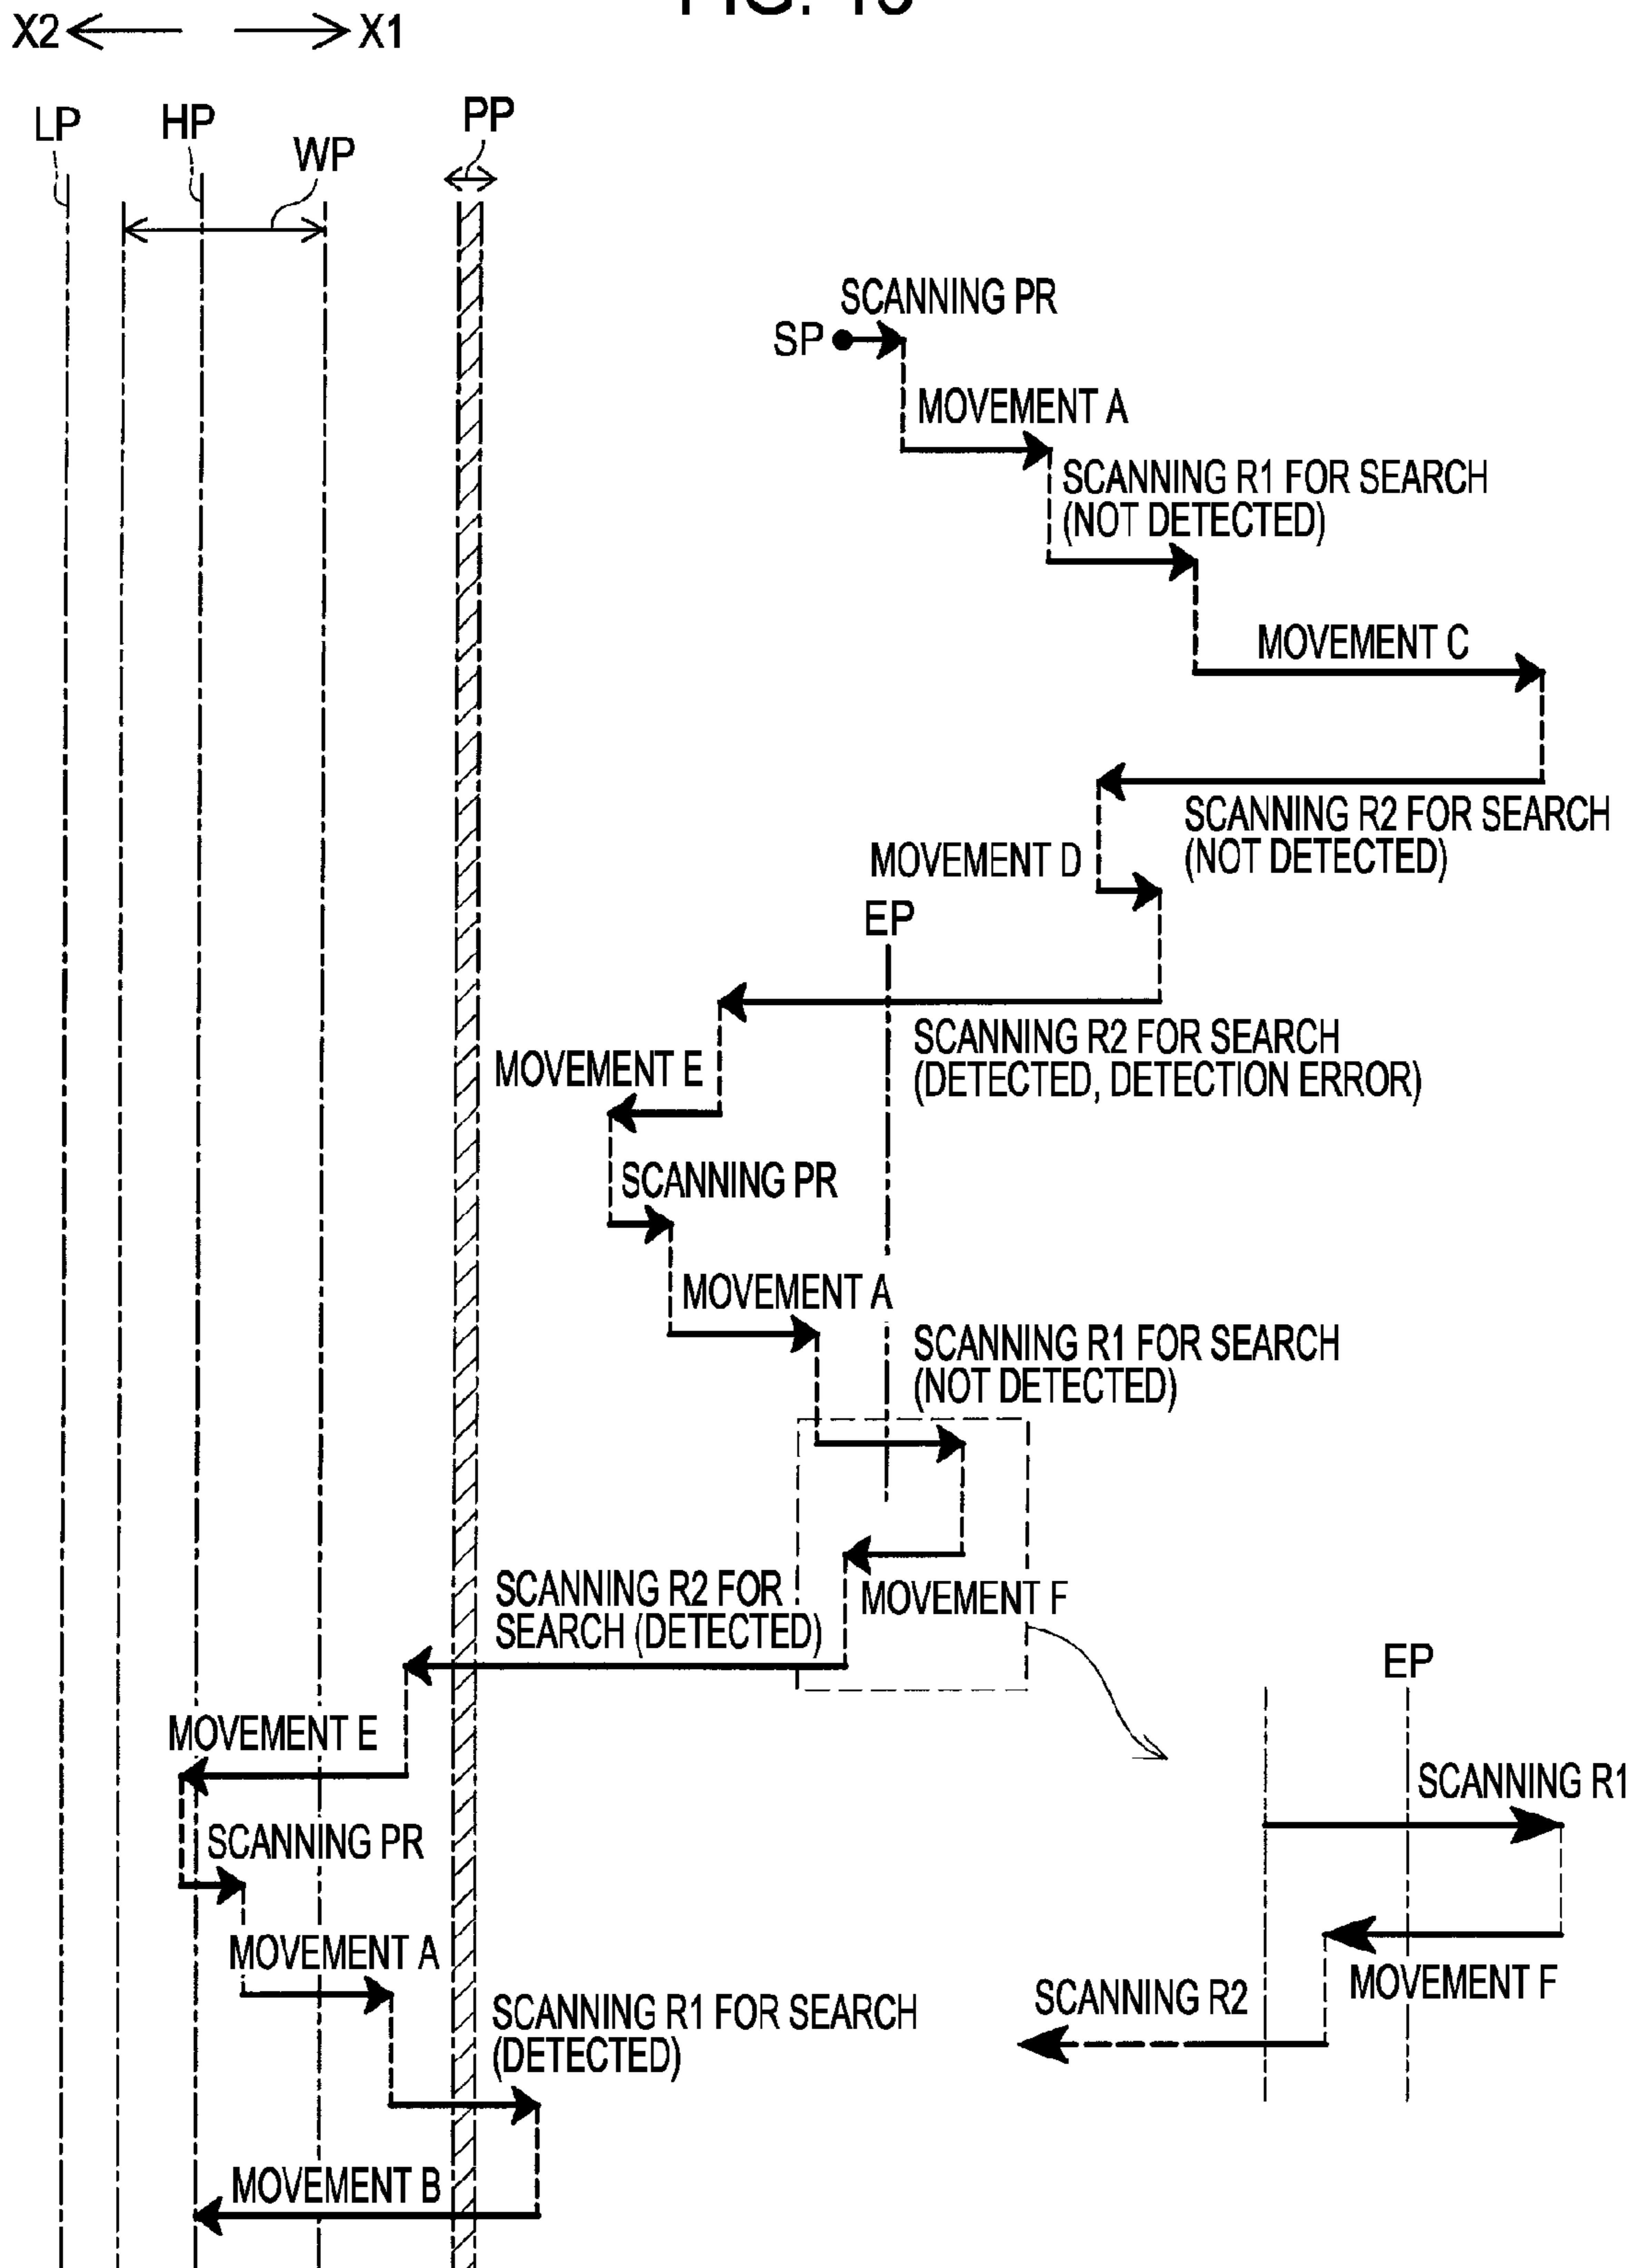 X2 X1
LP HP WP PP
SCANNING PR
SP
MOVEMENT A
SCANNING R1 FOR SEARCH
(NOT DETECTED)
MOVEMENT C
SCANNING R2 FOR SEARCH
(NOT DETECTED)
MOVEMENT D
EP
SCANNING R2 FOR SEARCH
(DETECTED, DETECTION ERROR)
MOVEMENT E
SCANNING PR
MOVEMENT A
SCANNING R1 FOR SEARCH
(NOT DETECTED)
MOVEMENT F
SCANNING R2 FOR
SEARCH (DETECTED)
EP
MOVEMENT E
SCANNING R1
SCANNING PR
MOVEMENT A
MOVEMENT F
SCANNING R2
SCANNING R1 FOR SEARCH
(DETECTED)
MOVEMENT B